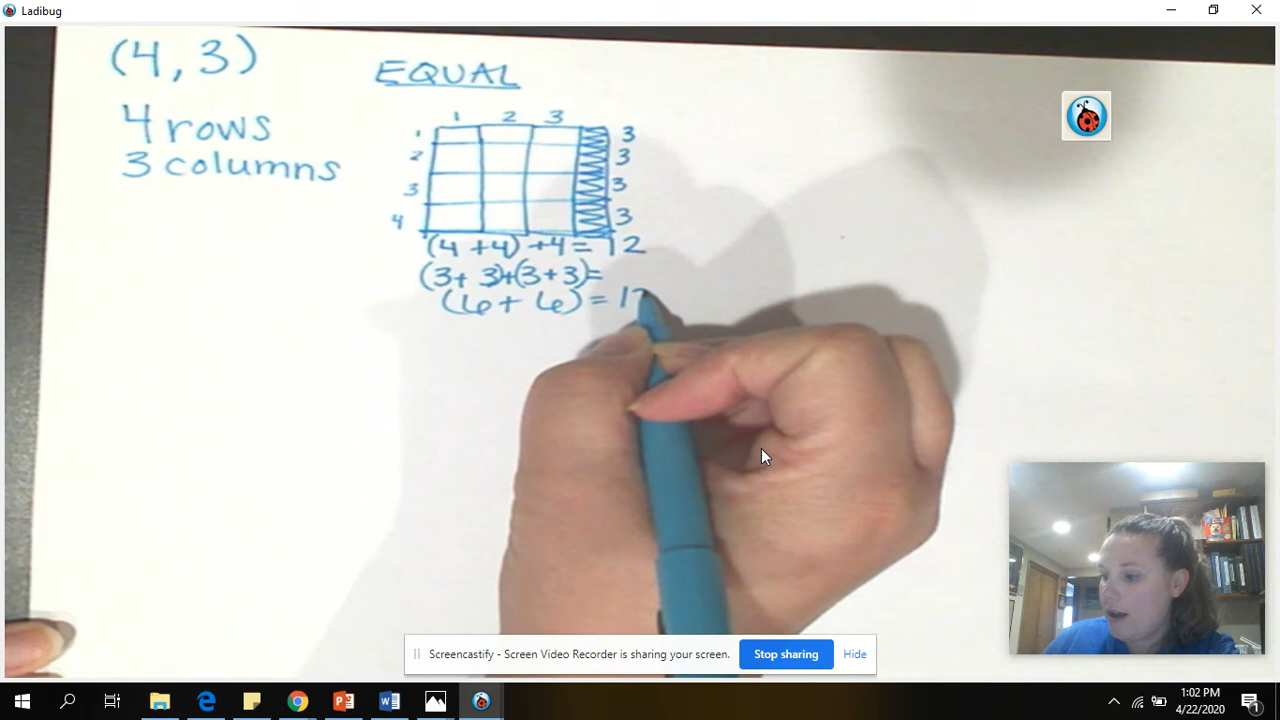 Ladibug
(4, 3)
EQUAL
4 rows
3 columns
1 2 3
1 3
2 3
3 3
4 3
(4 + 4) + 4 = 12
(3 + 3) + (3 + 3) =
(6 + 6) = 12
Screencastify - Screen Video Recorder is sharing your screen.
Stop sharing
Hide
1:02 PM
4/22/2020
1